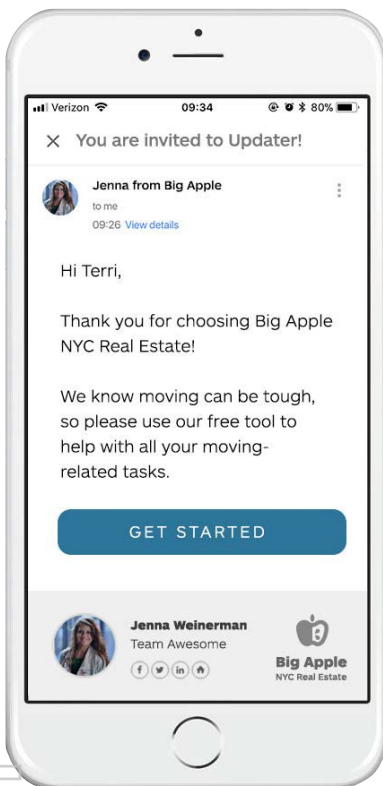 Verizon 09:34 80%
× You are invited to Updater!
Jenna from Big Apple
to me
09:26 View details
Hi Terri,
Thank you for choosing Big Apple
NYC Real Estate!
We know moving can be tough,
so please use our free tool to
help with all your moving-
related tasks.
GET STARTED
Jenna Weinerman
Team Awesome
f in
B
Big Apple
NYC Real Estate